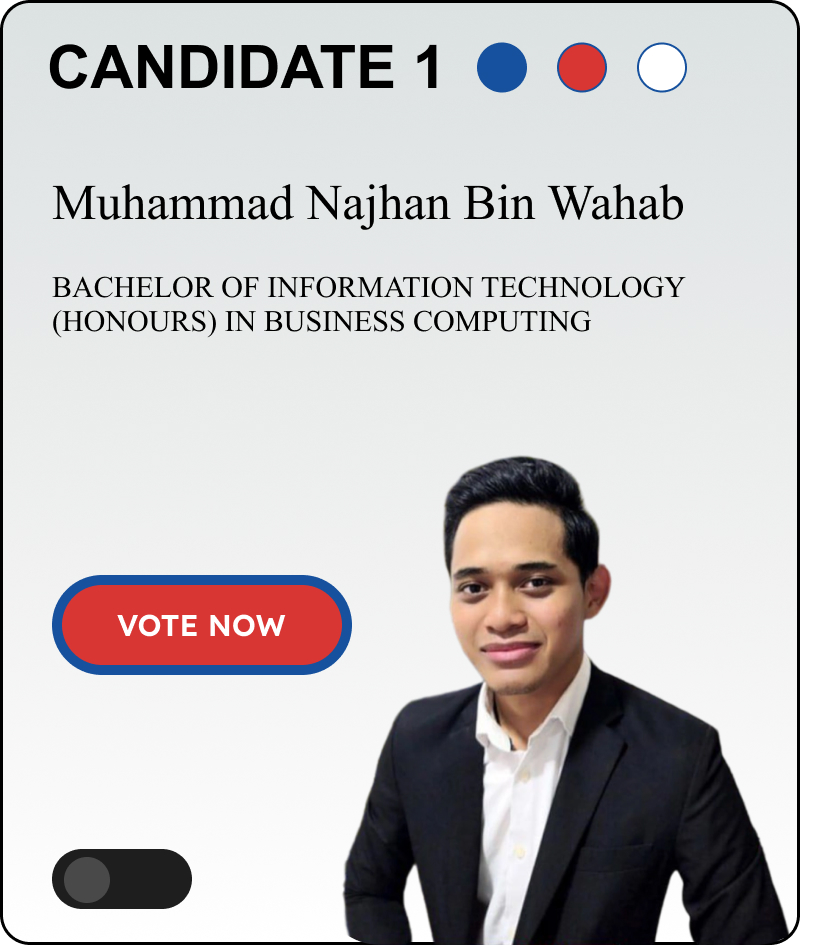 CANDIDATE 1
Muhammad Najhan Bin Wahab
BACHELOR OF INFORMATION TECHNOLOGY
(HONOURS) IN BUSINESS COMPUTING
VOTE NOW